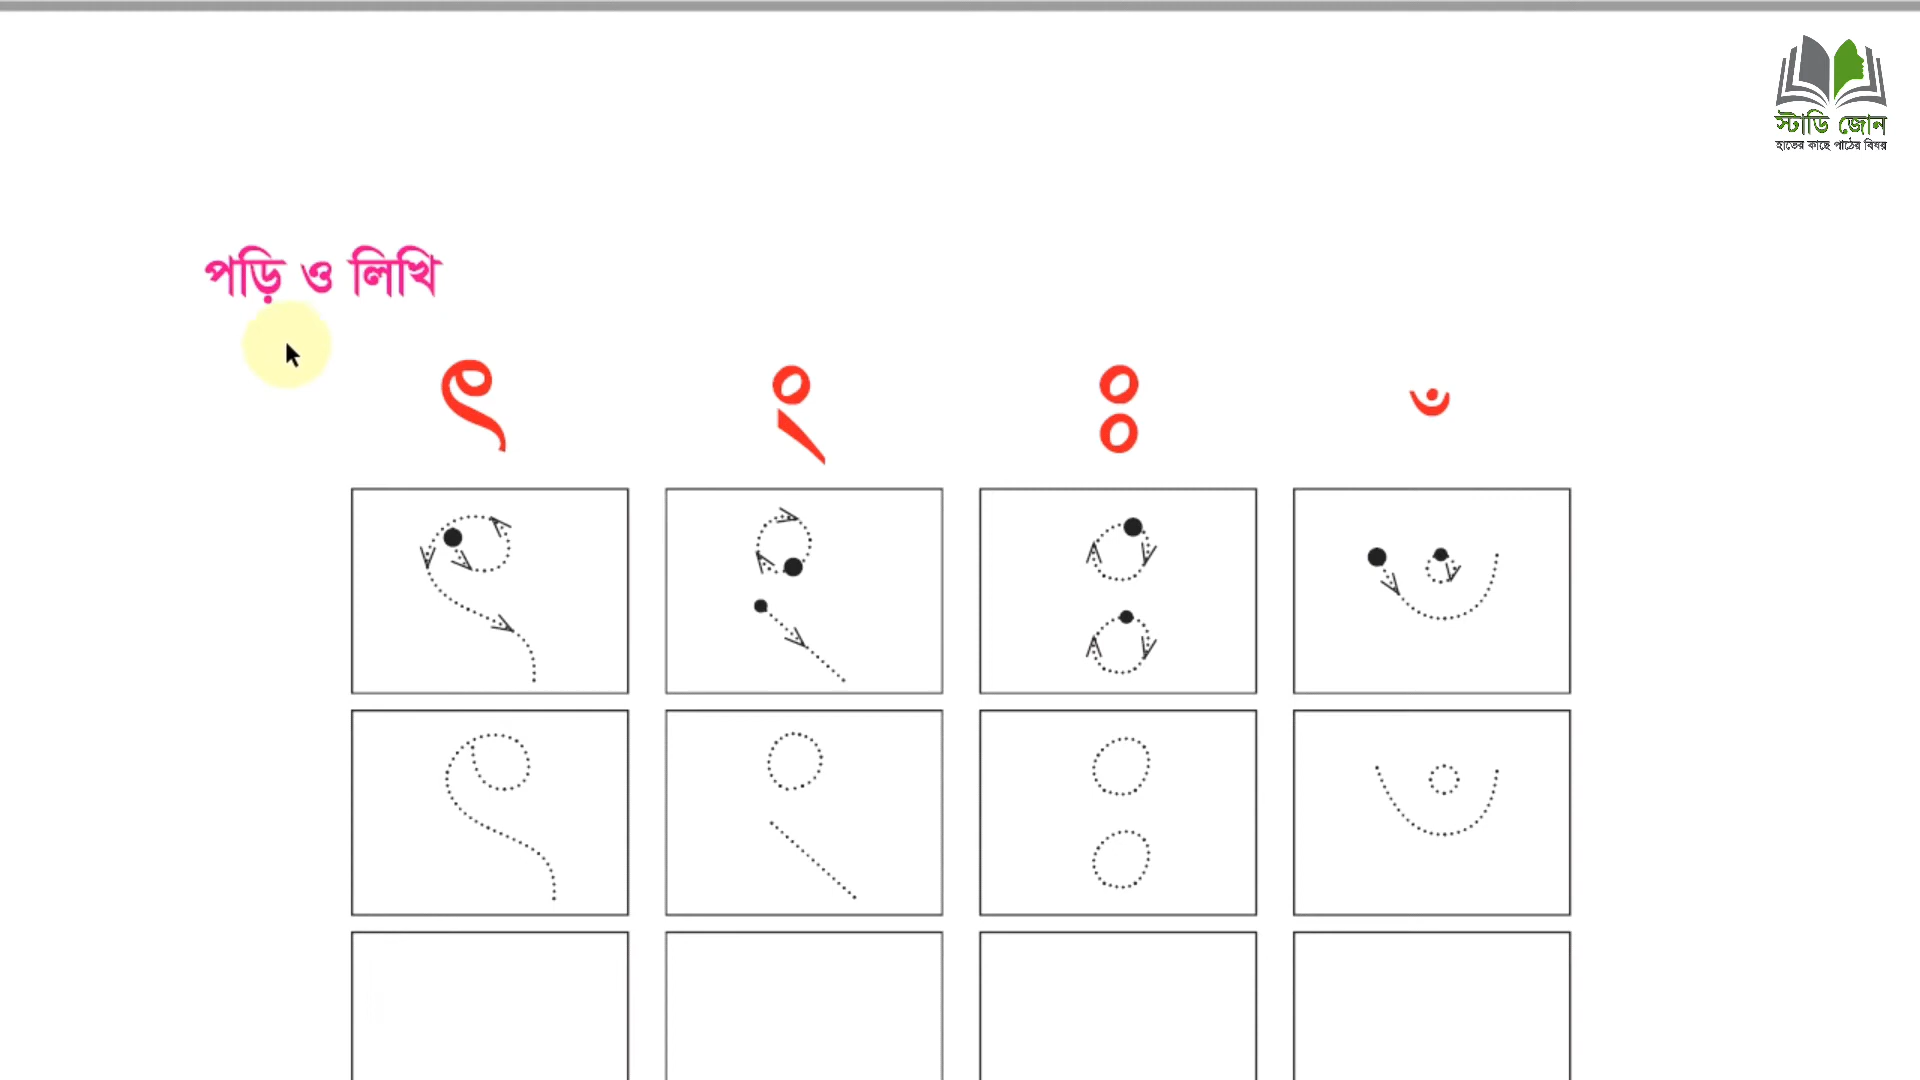 স্টাডি জোন
হাতের কাছে পাঠের বিষয়
পড়ি ও লিখি
ৎ ং ঃ ঁ